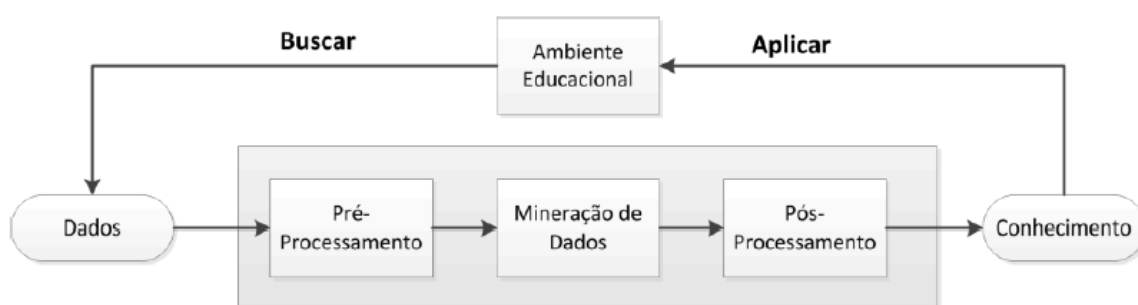 Buscar
Ambiente
Educacional
Aplicar
Dados
Pré-
Processamento
Mineração de
Dados
Pós-
Processamento
Conhecimento